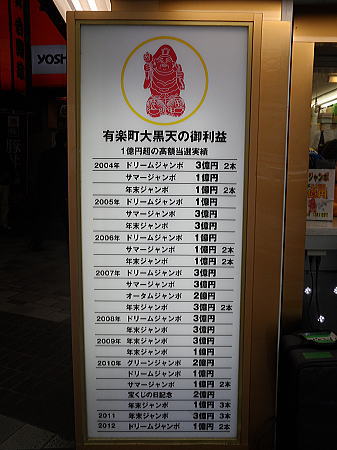 YOSH
有楽町大黒天の御利益
1億円超の高額当選実績
2004年 ドリームジャンボ 3億円 2本
サマージャンボ 1億円
年末ジャンボ 1億円 2本
2005年 ドリームジャンボ 1億円
サマージャンボ 3億円
年末ジャンボ 3億円
2006年 ドリームジャンボ 1億円
サマージャンボ 1億円 2本
年末ジャンボ 1億円 2本
2007年 ドリームジャンボ 3億円
サマージャンボ 3億円
オータムジャンボ 2億円
年末ジャンボ 3億円 2本
2008年 ドリームジャンボ 3億円
年末ジャンボ 3億円
2009年 年末ジャンボ 3億円
年末ジャンボ 1億円
2010年 グリーンジャンボ 2億円
ドリームジャンボ 1億円
サマージャンボ 1億円 2本
宝くじの日記念 2億円
年末ジャンボ 1億円 3本
2011 年末ジャンボ 3億円 3本
2012 ドリームジャンボ 1億円 2本